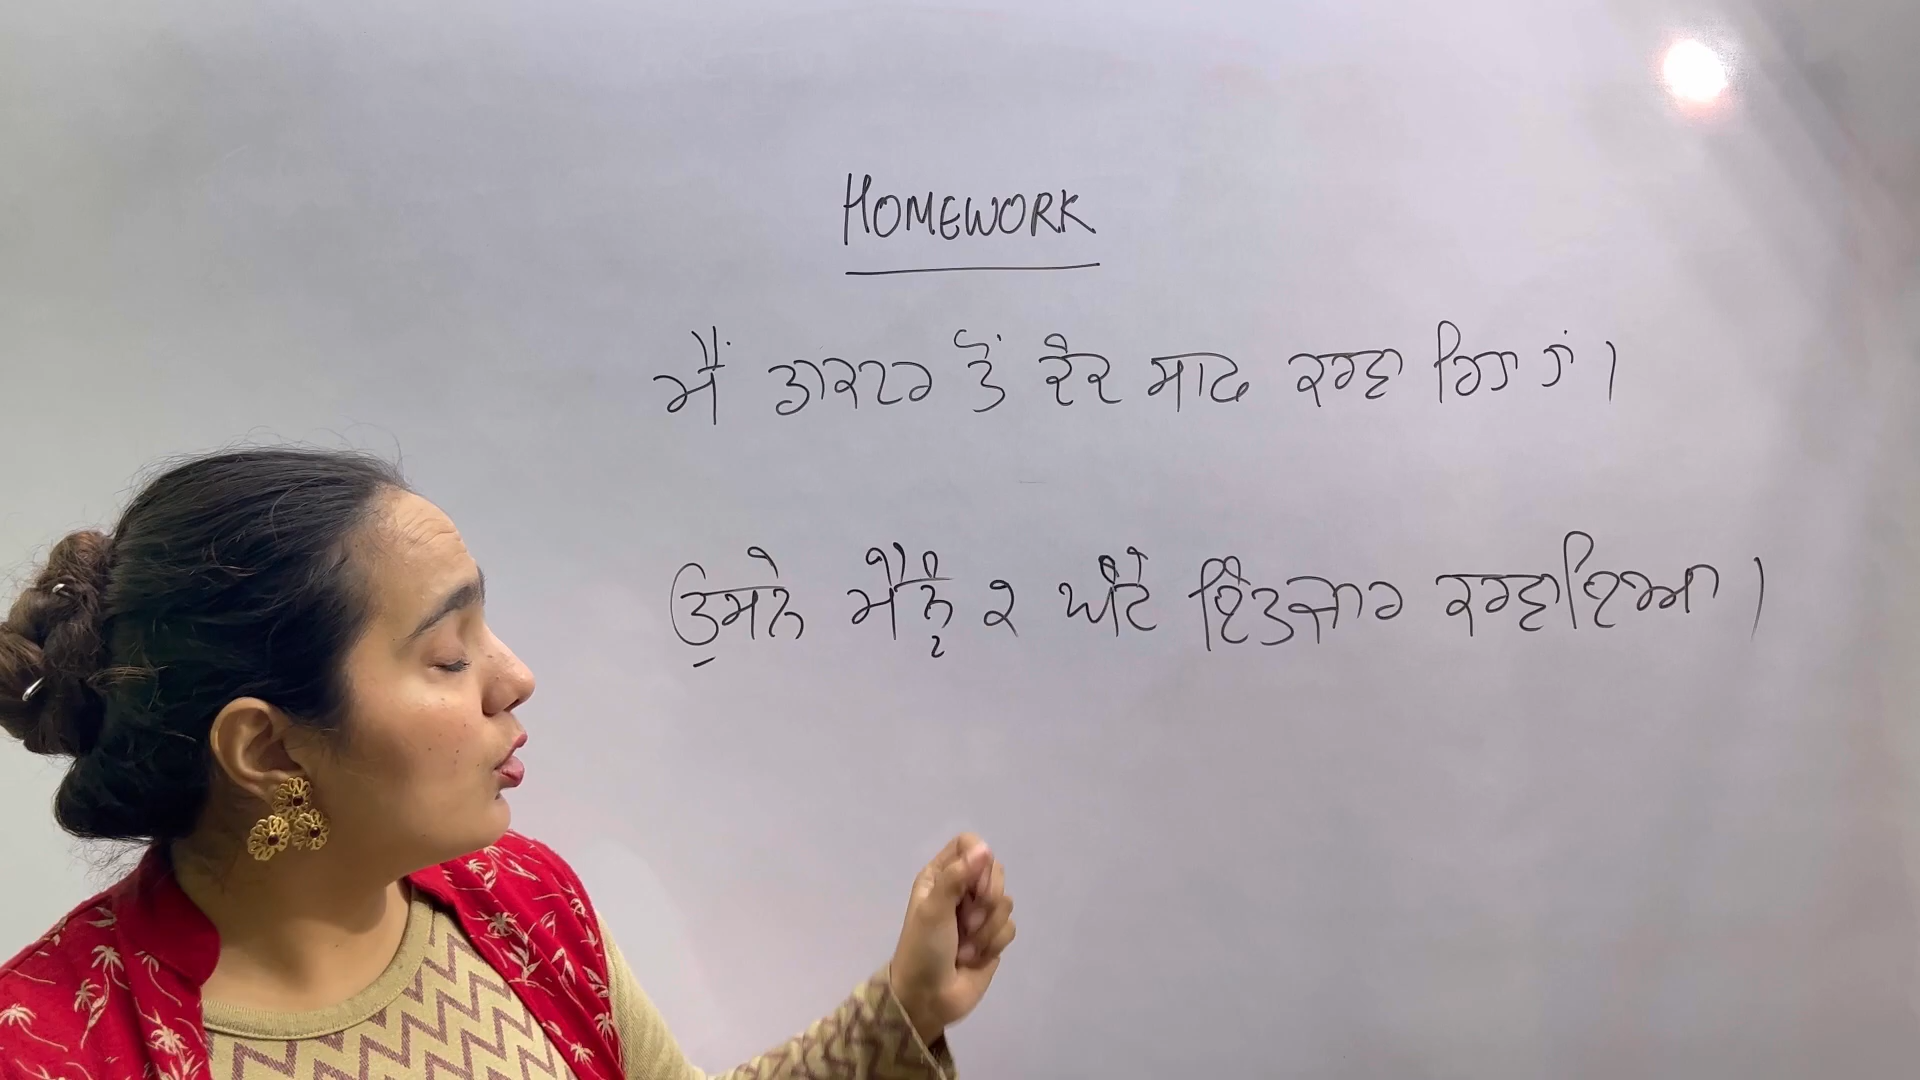 HOMEWORK
ਮੈਂ ਡਾਕਟਰ ਤੋਂ ਦੰਦ ਸਾਫ ਕਰਵਾ ਰਿਹਾ ਹਾਂ।
ਉਸਨੇ ਮੈਨੂੰ ੨ ਘੰਟੇ ਇੰਤਜਾਰ ਕਰਵਾਇਆ।